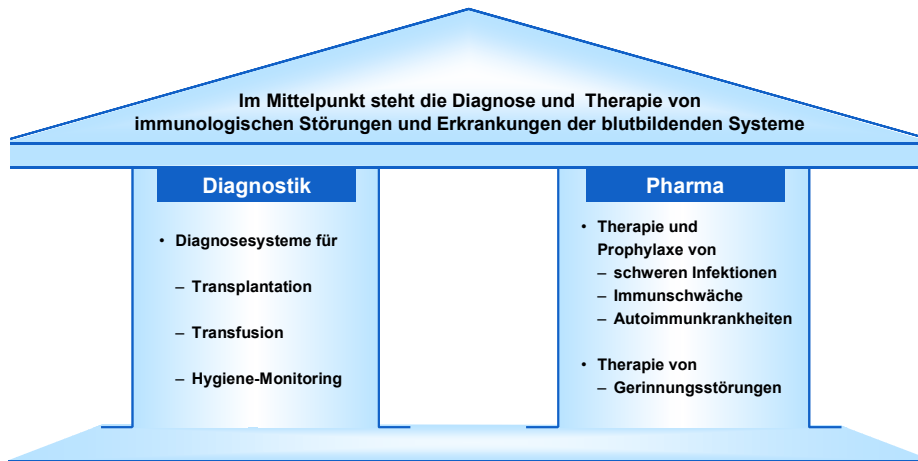 Im Mittelpunkt steht die Diagnose und Therapie von
immunologischen Störungen und Erkrankungen der blutbildenden Systeme
Diagnostik
• Diagnosesysteme für
– Transplantation
– Transfusion
– Hygiene-Monitoring
Pharma
• Therapie und
Prophylaxe von
– schweren Infektionen
– Immunschwäche
– Autoimmunkrankheiten
• Therapie von
– Gerinnungsstörungen